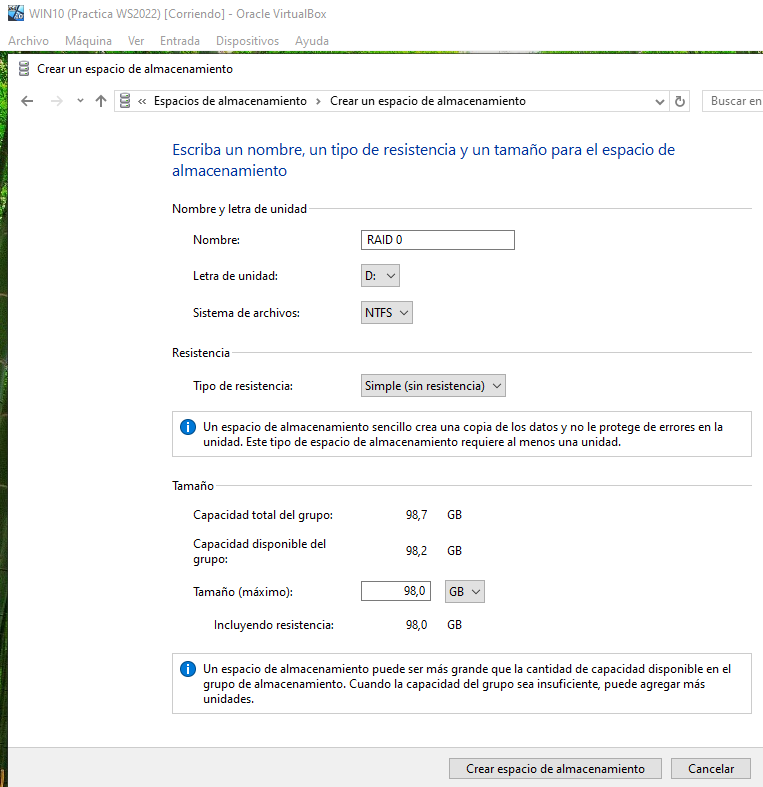 WIN10 (Practica WS2022) [Corriendo] - Oracle VirtualBox
Archivo Máquina Ver Entrada Dispositivos Ayuda
Crear un espacio de almacenamiento
« Espacios de almacenamiento › Crear un espacio de almacenamiento
Buscar en
Escriba un nombre, un tipo de resistencia y un tamaño para el espacio de
almacenamiento
Nombre y letra de unidad
Nombre: RAID 0
Letra de unidad: D:
Sistema de archivos: NTFS
Resistencia
Tipo de resistencia: Simple (sin resistencia)
Un espacio de almacenamiento sencillo crea una copia de los datos y no le protege de errores en la
unidad. Este tipo de espacio de almacenamiento requiere al menos una unidad.
Tamaño
Capacidad total del grupo: 98,7 GB
Capacidad disponible del
grupo: 98,2 GB
Tamaño (máximo): 98,0 GB
Incluyendo resistencia: 98,0 GB
Un espacio de almacenamiento puede ser más grande que la cantidad de capacidad disponible en el
grupo de almacenamiento. Cuando la capacidad del grupo sea insuficiente, puede agregar más
unidades.
Crear espacio de almacenamiento Cancelar